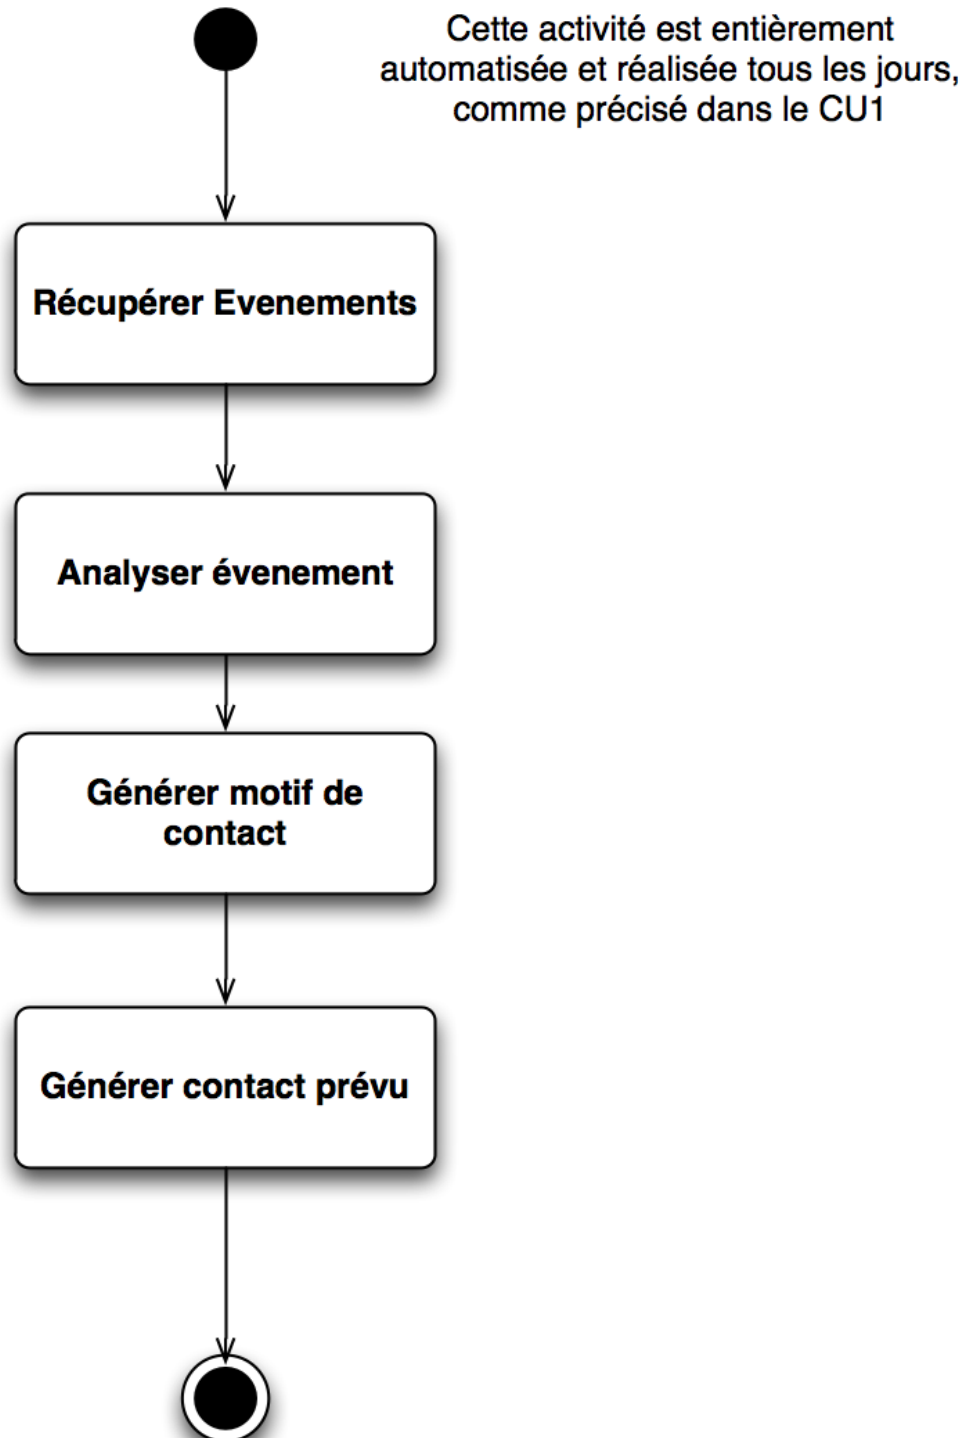 Cette activité est entièrement
automatisée et réalisée tous les jours,
comme précisé dans le CU1
Récupérer Evenements
Analyser évenement
Générer motif de
contact
Générer contact prévu